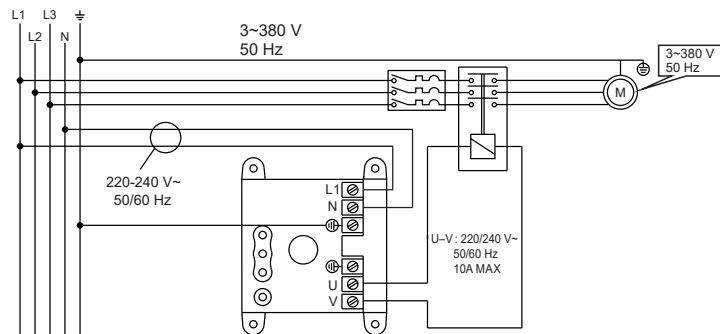 L1
L3
L2
N
3~380 V
50 Hz
3~380 V
50 Hz
M
220-240 V~
50/60 Hz
L1
N
U
V
U–V : 220/240 V~
50/60 Hz
10A MAX